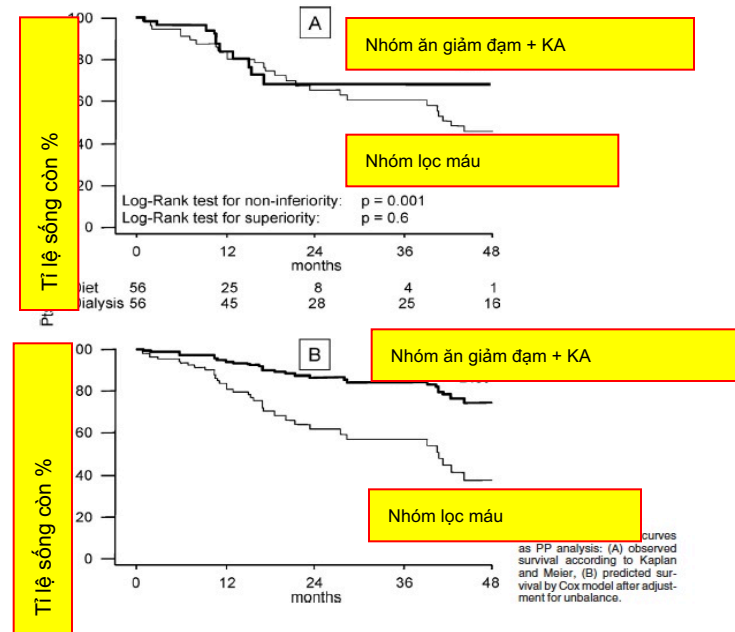 100
80
60
40
20
0
A
Nhóm ăn giảm đạm + KA
Nhóm lọc máu
Tỉ lệ sống còn %
Log-Rank test for non-inferiority: p = 0.001
Log-Rank test for superiority: p = 0.6
0 12 24 36 48
months
56 25 8 4 1
56 45 28 25 16
B
Nhóm ăn giảm đạm + KA
Nhóm lọc máu
Tỉ lệ sống còn %
80
60
40
20
0
0 12 24 36 48
months
curves
as PP analysis: (A) observed
survival according to Kaplan
and Meier, (B) predicted sur-
vival by Cox model after adjust-
ment for unbalance.